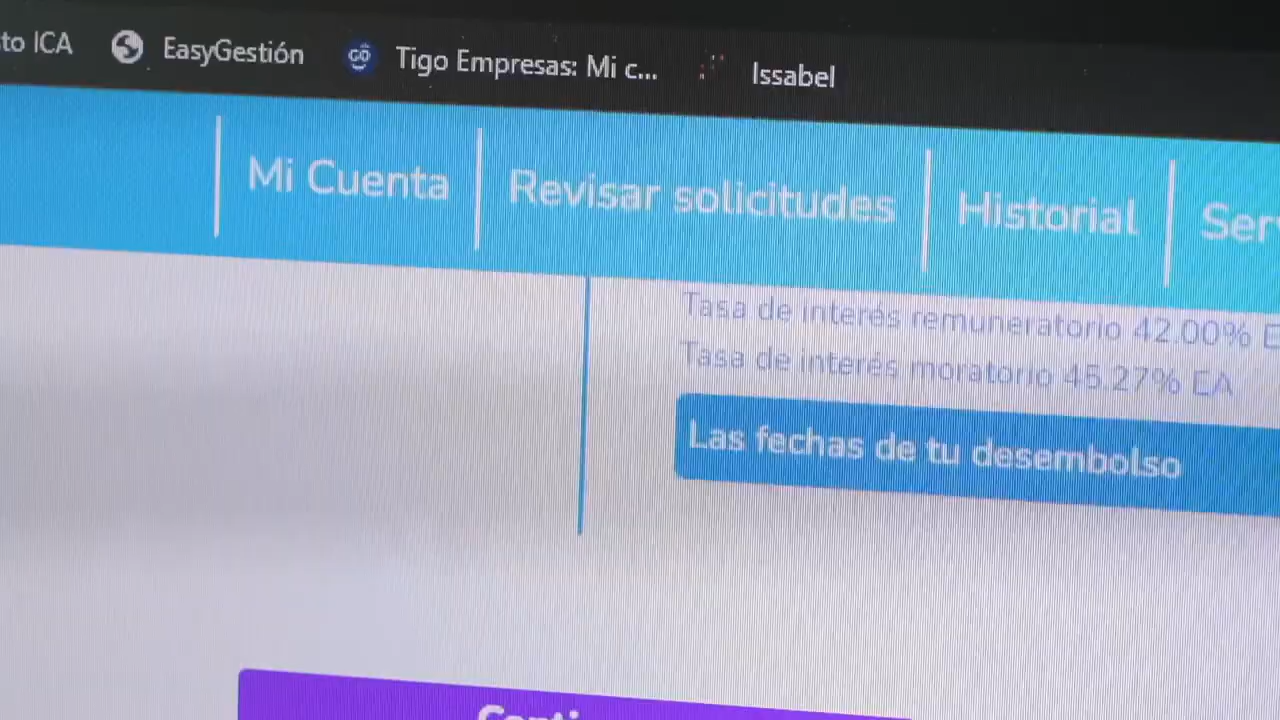 to ICA EasyGestión Tigo Empresas: Mi c... Issabel
Mi Cuenta Revisar solicitudes Historial Ser
Tasa de interés remuneratorio 42.00% E
Tasa de interés moratorio 45.27% EA
Las fechas de tu desembolso